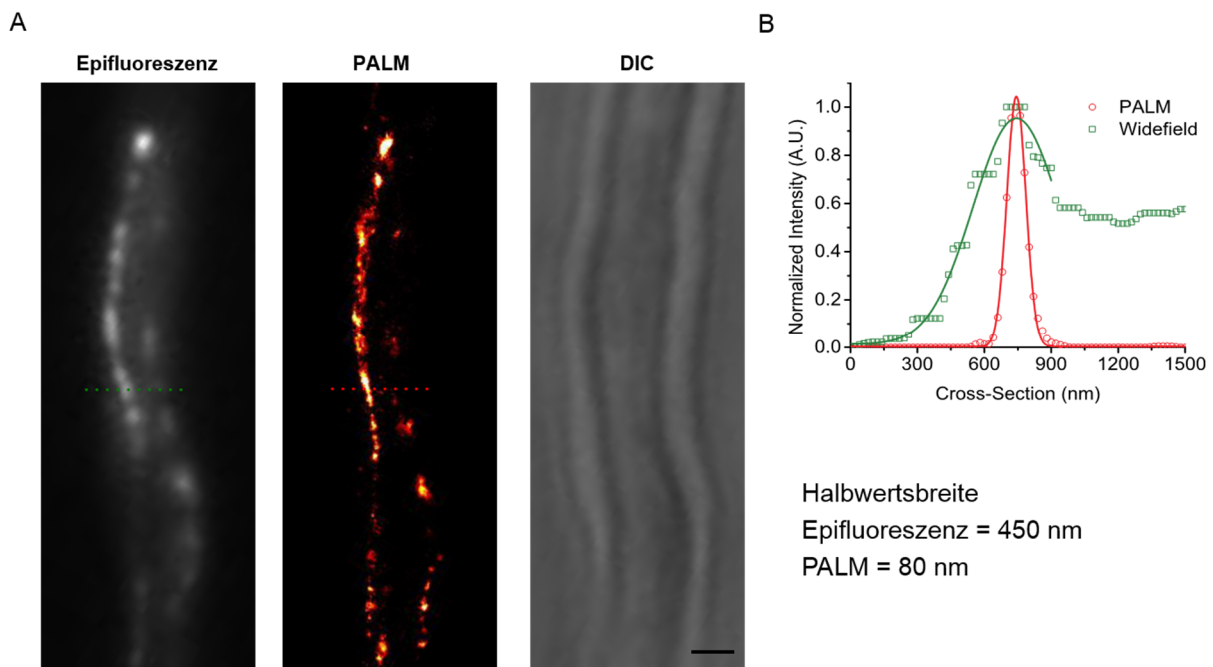 A
Epifluoreszenz
PALM
DIC
B
Normalized Intensity (A.U.)
1.0
0.8
0.6
0.4
0.2
0.0
0
300
600
900
1200
1500
Cross-Section (nm)
PALM
Widefield
Halbwertsbreite
Epifluoreszenz = 450 nm
PALM = 80 nm